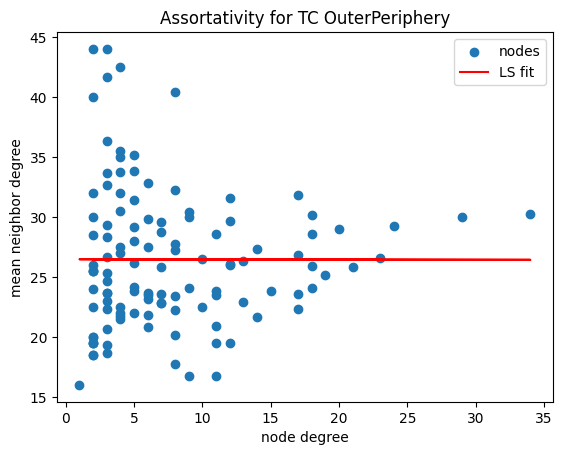 Assortativity for TC OuterPeriphery
45
40
35
30
25
20
15
mean neighbor degree
nodes
LS fit
0 5 10 15 20 25 30 35
node degree